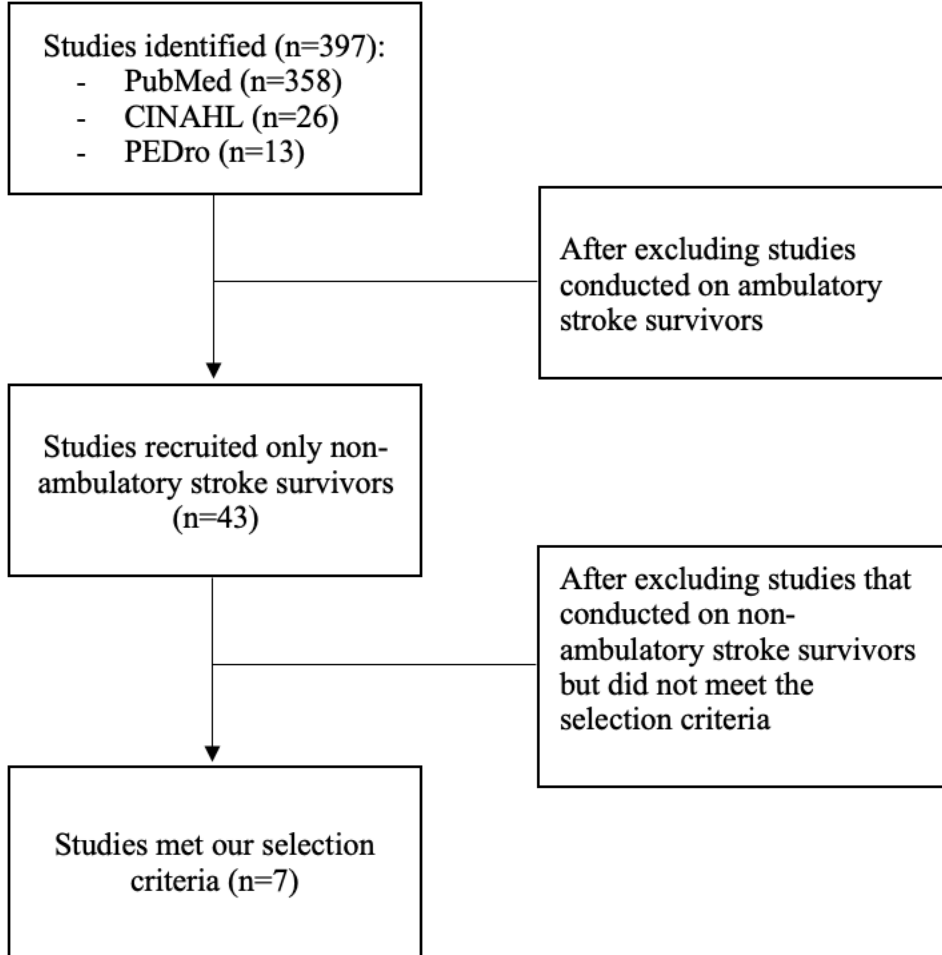 Studies identified (n=397):
- PubMed (n=358)
- CINAHL (n=26)
- PEDro (n=13)
After excluding studies
conducted on ambulatory
stroke survivors
Studies recruited only non-
ambulatory stroke survivors
(n=43)
After excluding studies that
conducted on non-
ambulatory stroke survivors
but did not meet the
selection criteria
Studies met our selection
criteria (n=7)